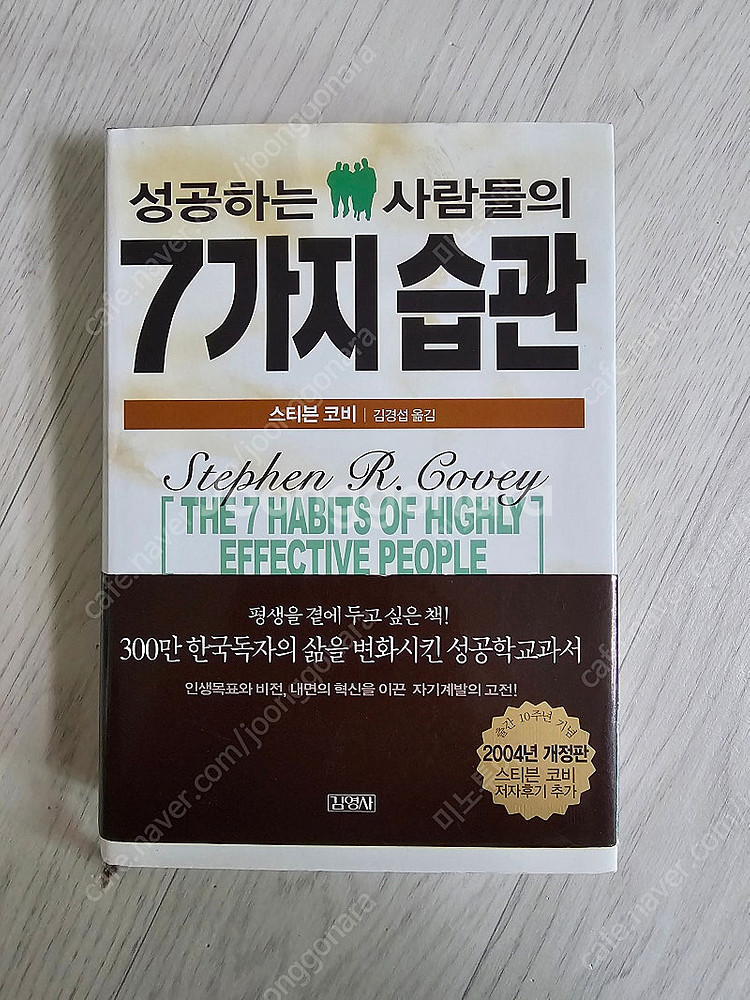 성공하는 사람들의
7가지 습관
스티븐 코비 | 김경섭 옮김
Stephen R. Covey
[THE 7 HABITS OF HIGHLY
EFFECTIVE PEOPLE]
평생을 곁에 두고 싶은 책!
300만 한국독자의 삶을 변화시킨 성공학교과서
인생목표와 비전, 내면의 혁신을 이끈 자기계발의 고전!
출간 10주년 기념
2004년 개정판
스티븐 코비
저자후기 추가
김영사
cafe.naver.com/joonggonara